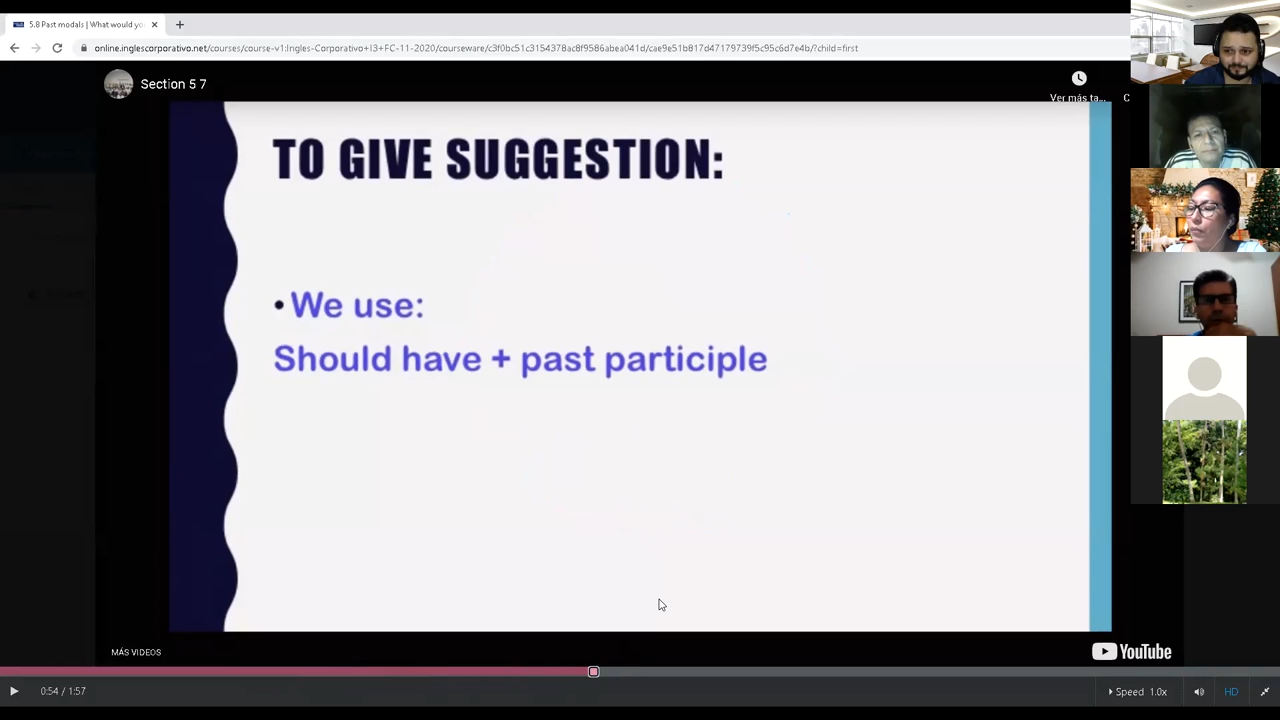 5.8 Past modals | What would yo
online.inglescorporativo.net/courses/course-v1:Ingles-Corporativo+I3+FC-11-2020/courseware/c3f0bc51c3154378ac8f9586abea041d/cae9e51b817d47179739f5c95c6d7e4b/?child=first
Section 5 7
Ver más ta...
C
TO GIVE SUGGESTION:
• We use:
Should have + past participle
MÁS VIDEOS
YouTube
0:54 / 1:57
Speed 1.0x
HD